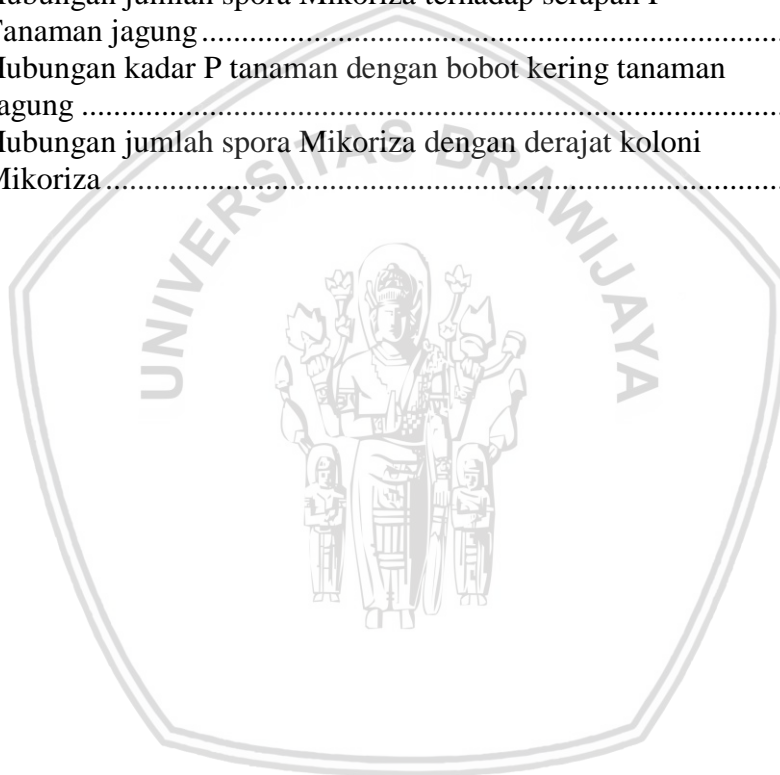 Hubungan jumlah spora Mikoriza terhadap serapan P
Tanaman jagung ....................................................................................
Hubungan kadar P tanaman dengan bobot kering tanaman
jagung ....................................................................................
Hubungan jumlah spora Mikoriza dengan derajat koloni
Mikoriza ....................................................................................
UNIVERSITAS BRAWIJAYA